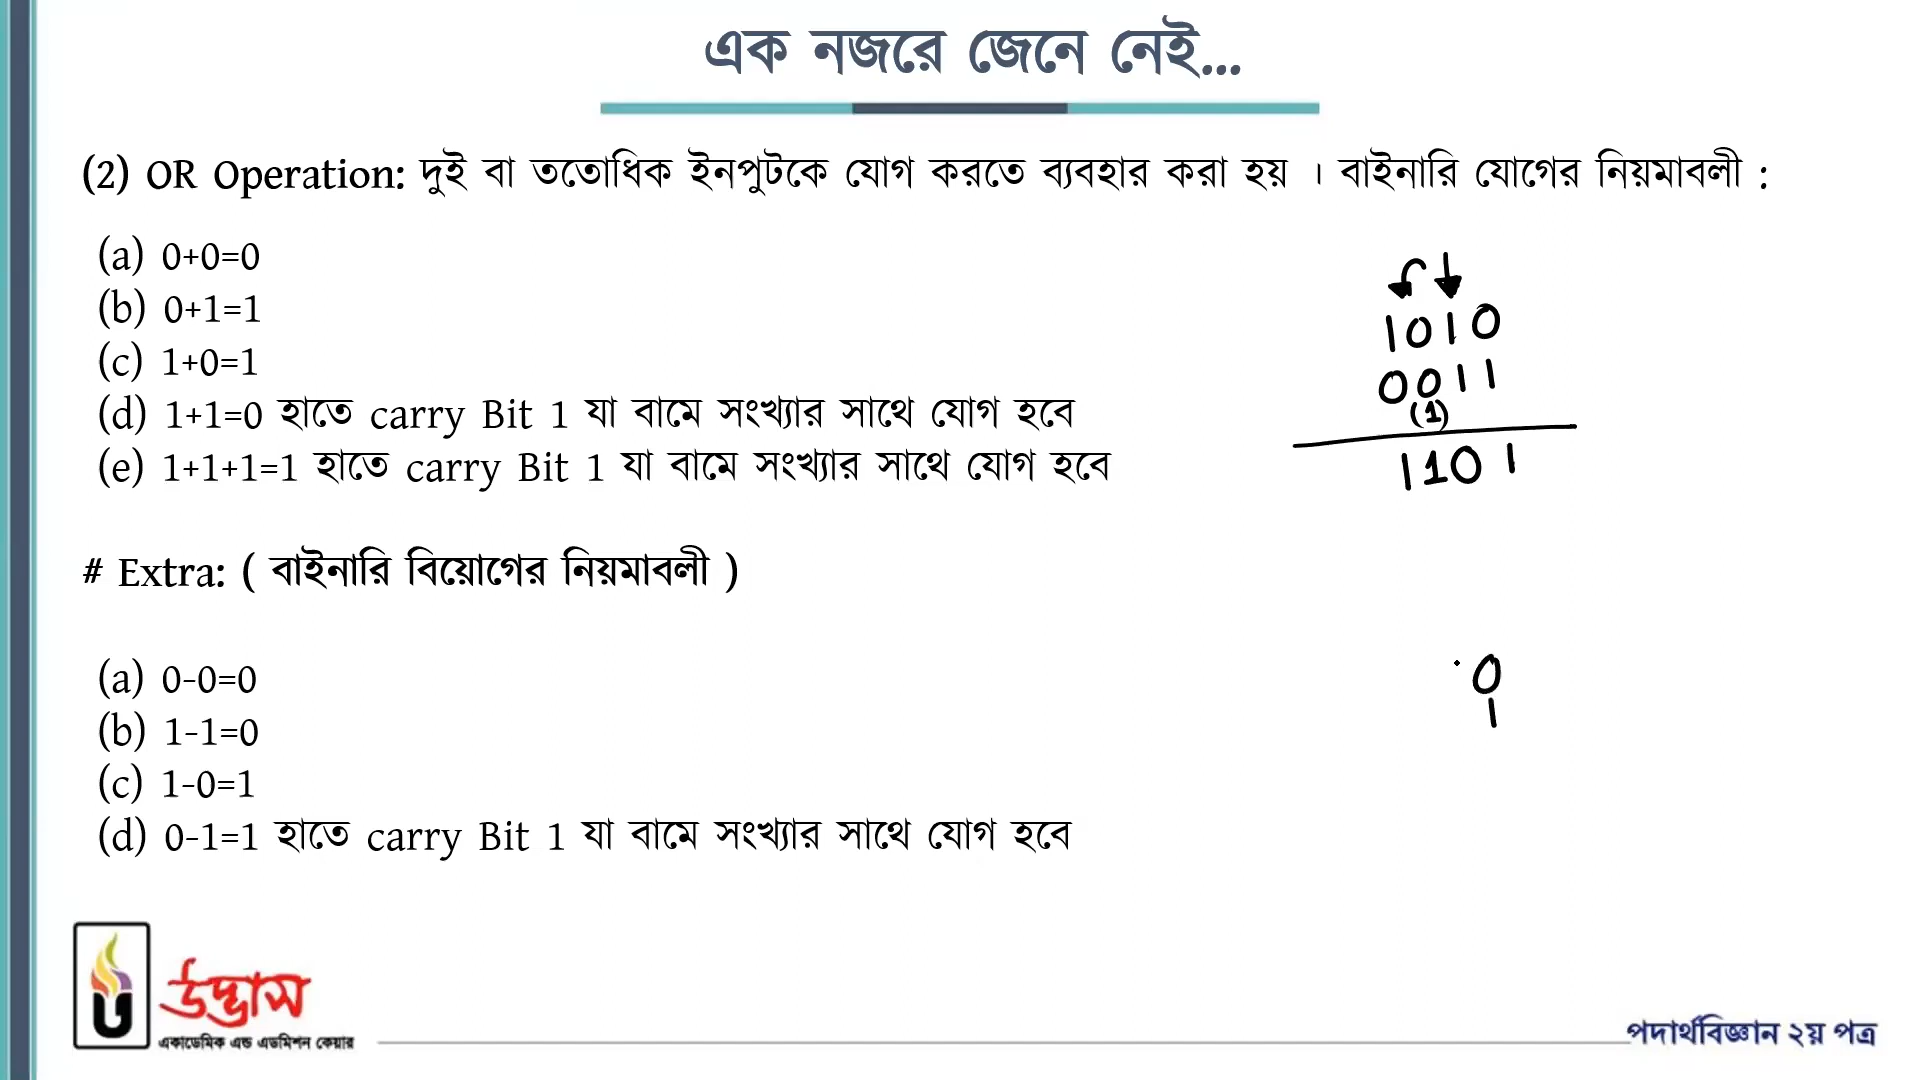 এক নজরে জেনে নেই...
(2) OR Operation: দুই বা ততোধিক ইনপুটকে যোগ করতে ব্যবহার করা হয় । বাইনারি যোগের নিয়মাবলী :
(a) 0+0=0
(b) 0+1=1
(c) 1+0=1
(d) 1+1=0 হাতে carry Bit 1 যা বামে সংখ্যার সাথে যোগ হবে
(e) 1+1+1=1 হাতে carry Bit 1 যা বামে সংখ্যার সাথে যোগ হবে
1010
0011
(1)
1101
# Extra: ( বাইনারি বিয়োগের নিয়মাবলী )
(a) 0-0=0
(b) 1-1=0
(c) 1-0=1
(d) 0-1=1 হাতে carry Bit 1 যা বামে সংখ্যার সাথে যোগ হবে
0
1
উদ্ভাস
একাডেমিক এন্ড এডমিশন কেয়ার
পদার্থবিজ্ঞান ২য় পত্র